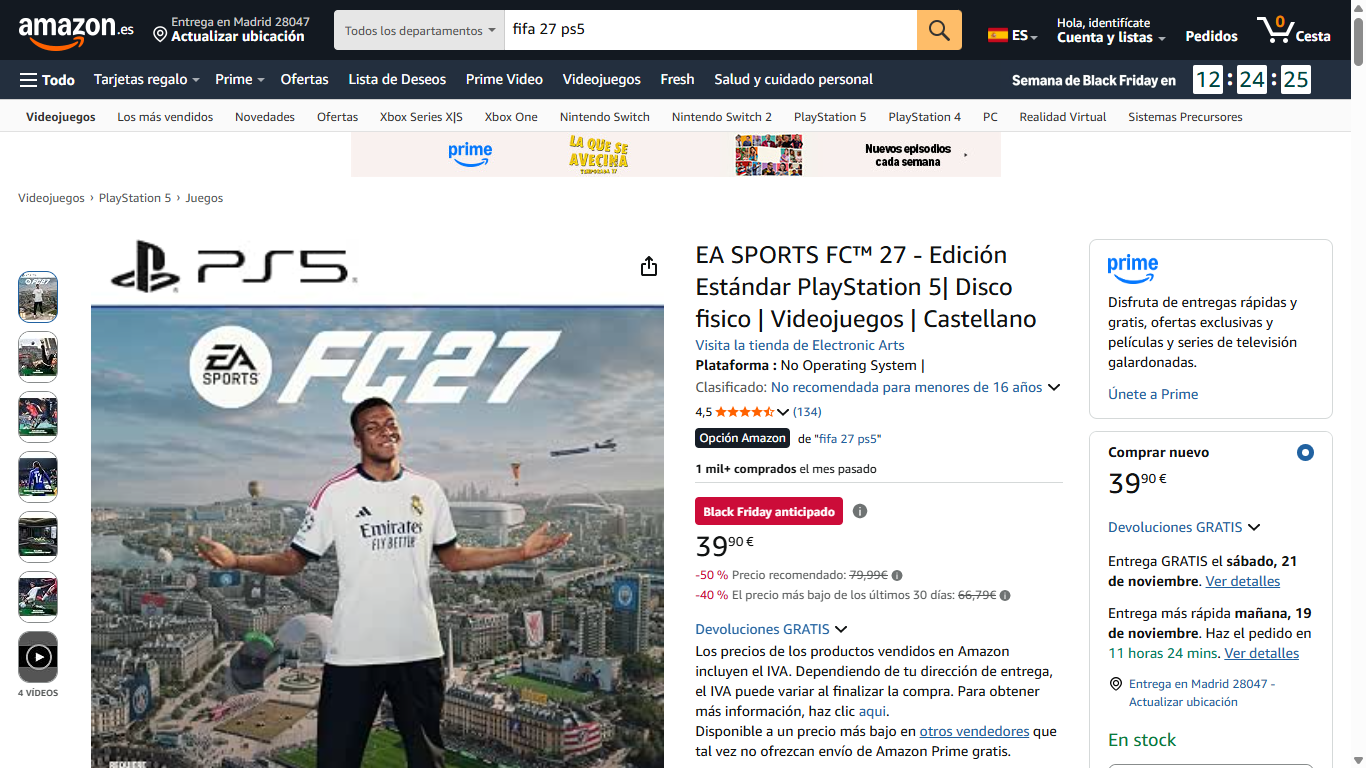 amazon.es
Entrega en Madrid 28047
Actualizar ubicación
Todos los departamentos
fifa 27 ps5
ES
Hola, identifícate
Cuenta y listas
Pedidos
0
Cesta
Todo
Tarjetas regalo
Prime
Ofertas
Lista de Deseos
Prime Video
Videojuegos
Fresh
Salud y cuidado personal
Semana de Black Friday en 12 : 24 : 25
Videojuegos
Los más vendidos
Novedades
Ofertas
Xbox Series X|S
Xbox One
Nintendo Switch
Nintendo Switch 2
PlayStation 5
PlayStation 4
PC
Realidad Virtual
Sistemas Precursores
prime
LA QUE SE
AVECINA
TEMPORADA 17
Nuevos episodios
cada semana
Videojuegos › PlayStation 5 › Juegos
PS5
EA
SPORTS
FC27
Emirates
FLY BETTER
4 VÍDEOS
EA SPORTS FC™ 27 - Edición
Estándar PlayStation 5| Disco
fisico | Videojuegos | Castellano
Visita la tienda de Electronic Arts
Plataforma : No Operating System |
Clasificado: No recomendada para menores de 16 años
4,5 (134)
Opción Amazon de "fifa 27 ps5"
1 mil+ comprados el mes pasado
Black Friday anticipado
39,90 €
-50 % Precio recomendado: 79,99€
-40 % El precio más bajo de los últimos 30 días: 66,79€
Devoluciones GRATIS
Los precios de los productos vendidos en Amazon
incluyen el IVA. Dependiendo de tu dirección de entrega,
el IVA puede variar al finalizar la compra. Para obtener
más información, haz clic aqui.
Disponible a un precio más bajo en otros vendedores que
tal vez no ofrezcan envío de Amazon Prime gratis.
prime
Disfruta de entregas rápidas y
gratis, ofertas exclusivas y
películas y series de televisión
galardonadas.
Únete a Prime
Comprar nuevo
39 90 €
Devoluciones GRATIS
Entrega GRATIS el sábado, 21
de noviembre. Ver detalles
Entrega más rápida mañana, 19
de noviembre. Haz el pedido en
11 horas 24 mins. Ver detalles
Entrega en Madrid 28047 -
Actualizar ubicación
En stock